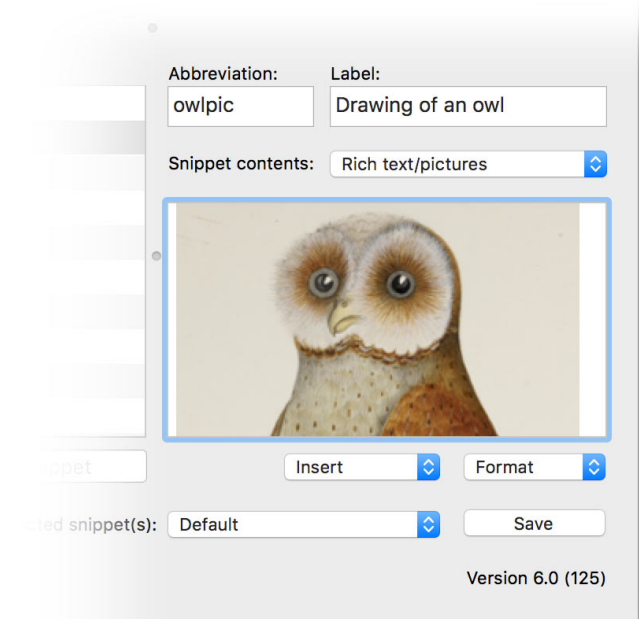 Abbreviation: Label:
owlpic Drawing of an owl
Snippet contents: Rich text/pictures
Insert Format
snippet(s): Default Save
Version 6.0 (125)